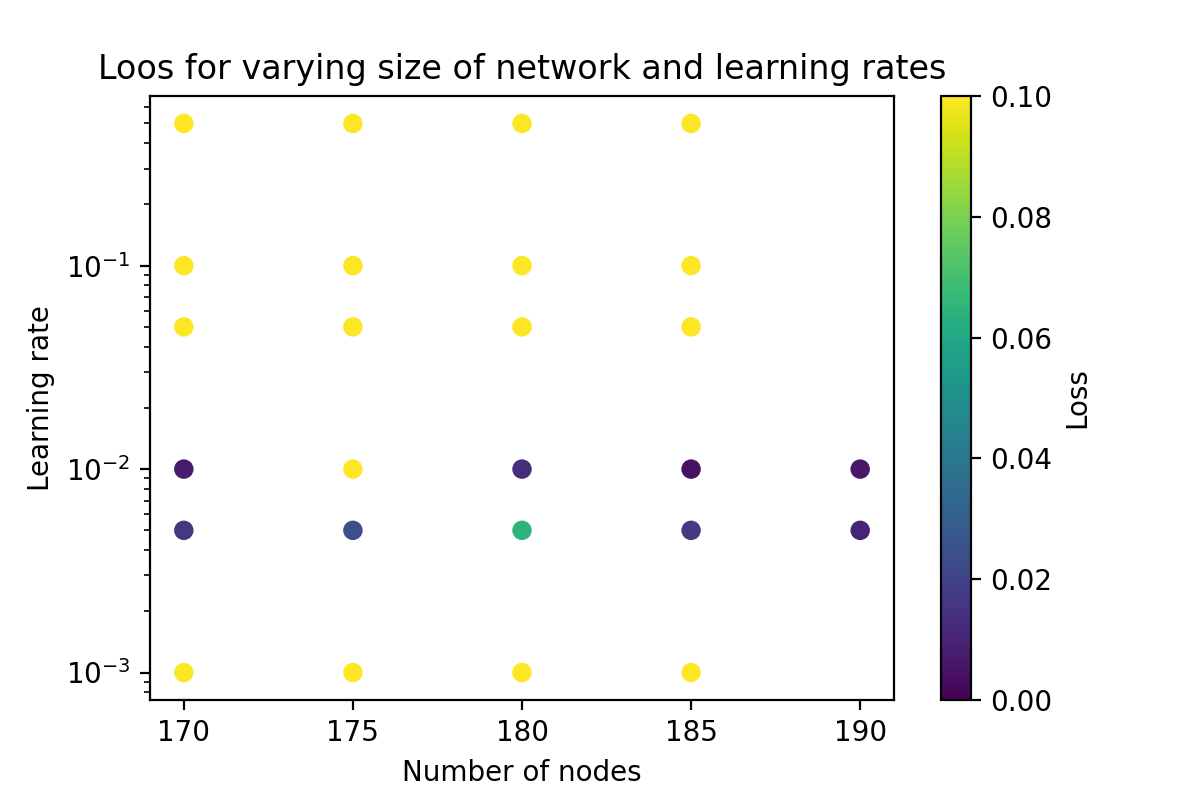 Loos for varying size of network and learning rates
Learning rate
10⁻¹
10⁻²
10⁻³
170 175 180 185 190
Number of nodes
0.10
0.08
0.06
0.04
0.02
0.00
Loss